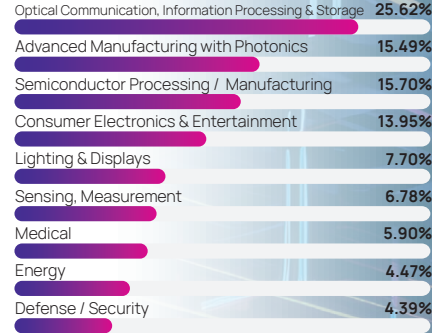 Optical Communication, Information Processing & Storage 25.62%
Advanced Manufacturing with Photonics 15.49%
Semiconductor Processing / Manufacturing 15.70%
Consumer Electronics & Entertainment 13.95%
Lighting & Displays 7.70%
Sensing, Measurement 6.78%
Medical 5.90%
Energy 4.47%
Defense / Security 4.39%